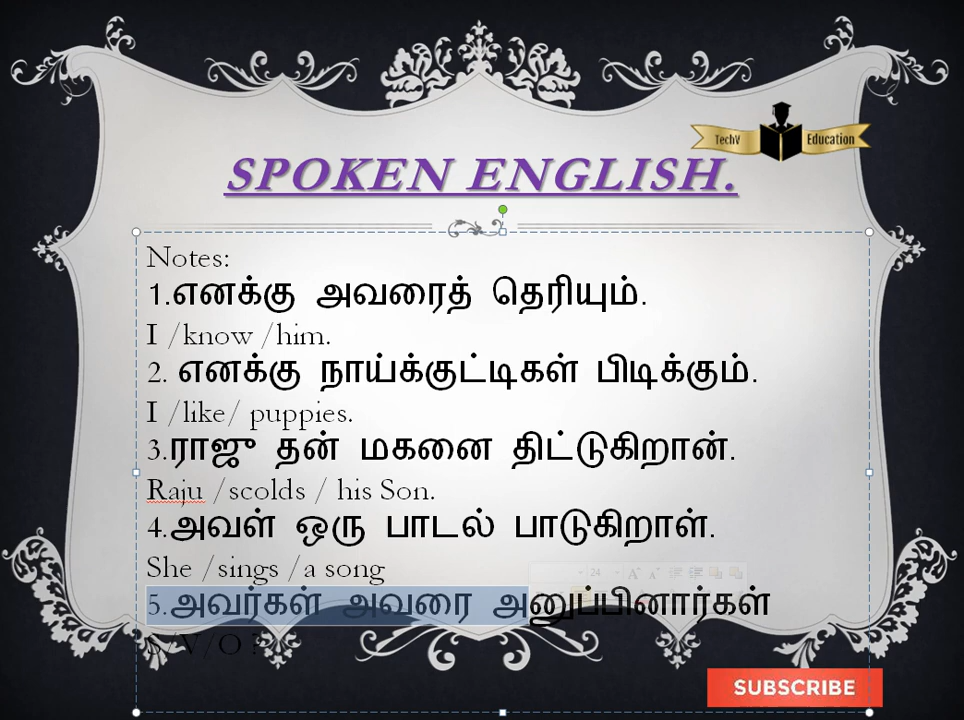 TechV Education
SPOKEN ENGLISH.
Notes:
1.எனக்கு அவரைத் தெரியும்.
I /know /him.
2. எனக்கு நாய்க்குட்டிகள் பிடிக்கும்.
I /like/ puppies.
3.ராஜு தன் மகனை திட்டுகிறான்.
Raju /scolds / his Son.
4.அவள் ஒரு பாடல் பாடுகிறாள்.
She /sings /a song
24
5.அவர்கள் அவரை அனுப்பினார்கள்
S/V/O ?
SUBSCRIBE